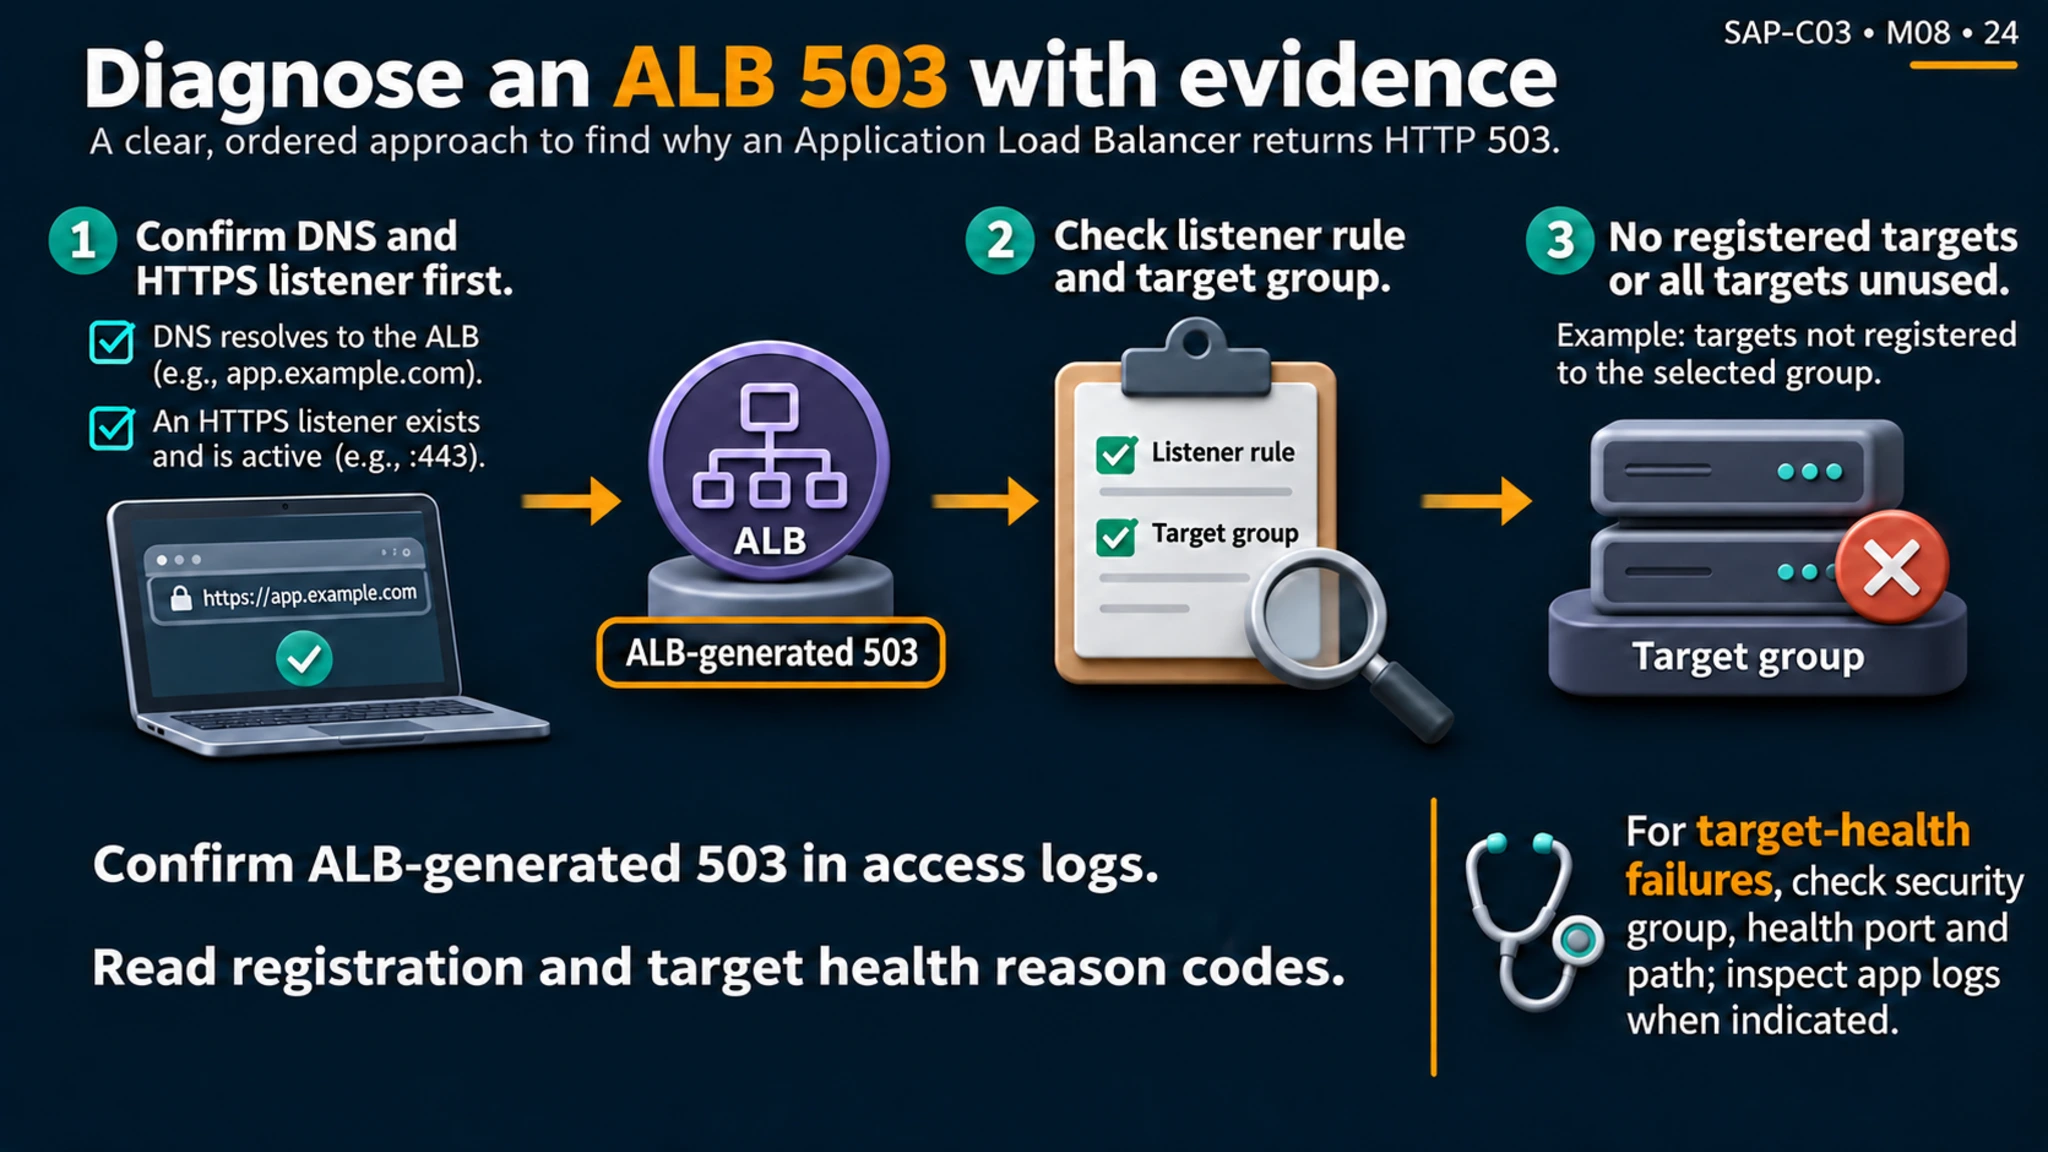 SAP-C03 • M08 • 24
Diagnose an ALB 503 with evidence
A clear, ordered approach to find why an Application Load Balancer returns HTTP 503.
1
Confirm DNS and
HTTPS listener first.
DNS resolves to the ALB
(e.g., app.example.com).
An HTTPS listener exists
and is active (e.g., :443).
https://app.example.com
ALB
ALB-generated 503
2
Check listener rule
and target group.
Listener rule
Target group
3
No registered targets
or all targets unused.
Example: targets not registered
to the selected group.
Target group
Confirm ALB-generated 503 in access logs.
Read registration and target health reason codes.
For target-health
failures, check security
group, health port and
path; inspect app logs
when indicated.